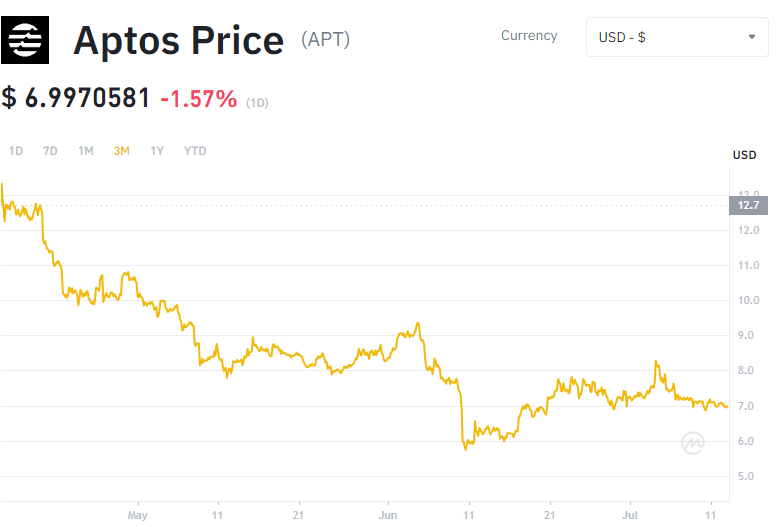 Aptos Price (APT)
Currency
USD - $
$ 6.9970581 -1.57% (1D)
1D 7D 1M 3M 1Y YTD
USD
13.0
12.7
12.0
11.0
10.0
9.0
8.0
7.0
6.0
5.0
May 11 21 Jun 11 21 Jul 11